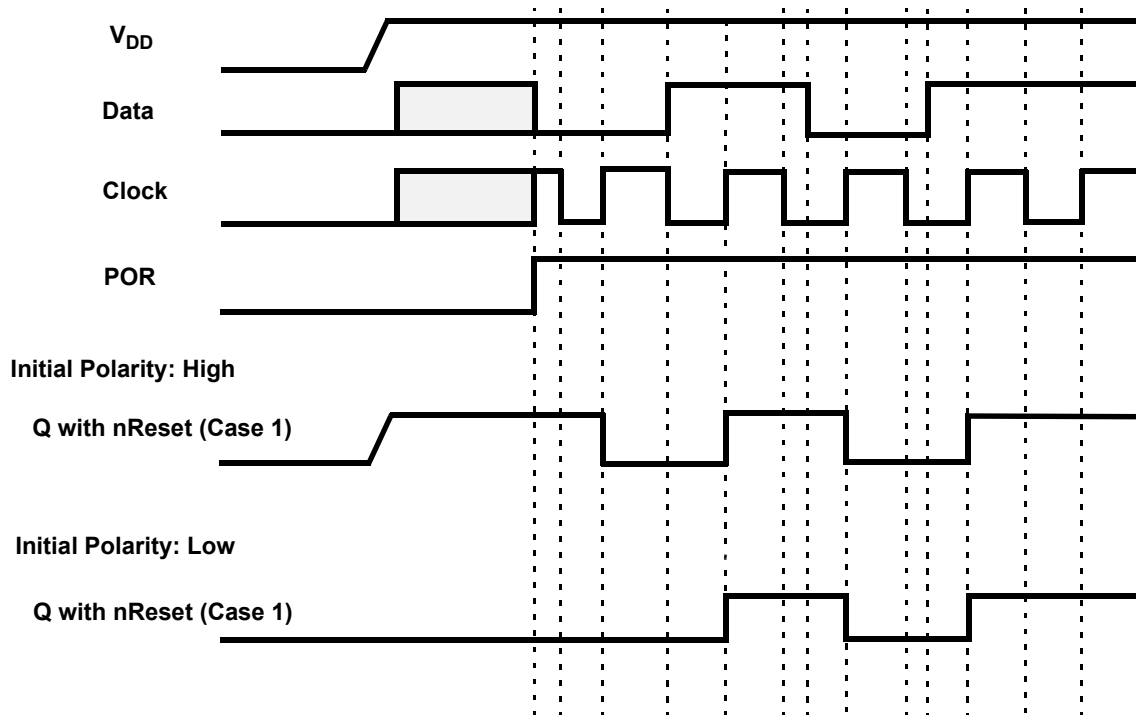 VDD
Data
Clock
POR
Initial Polarity: High
Q with nReset (Case 1)
Initial Polarity: Low
Q with nReset (Case 1)